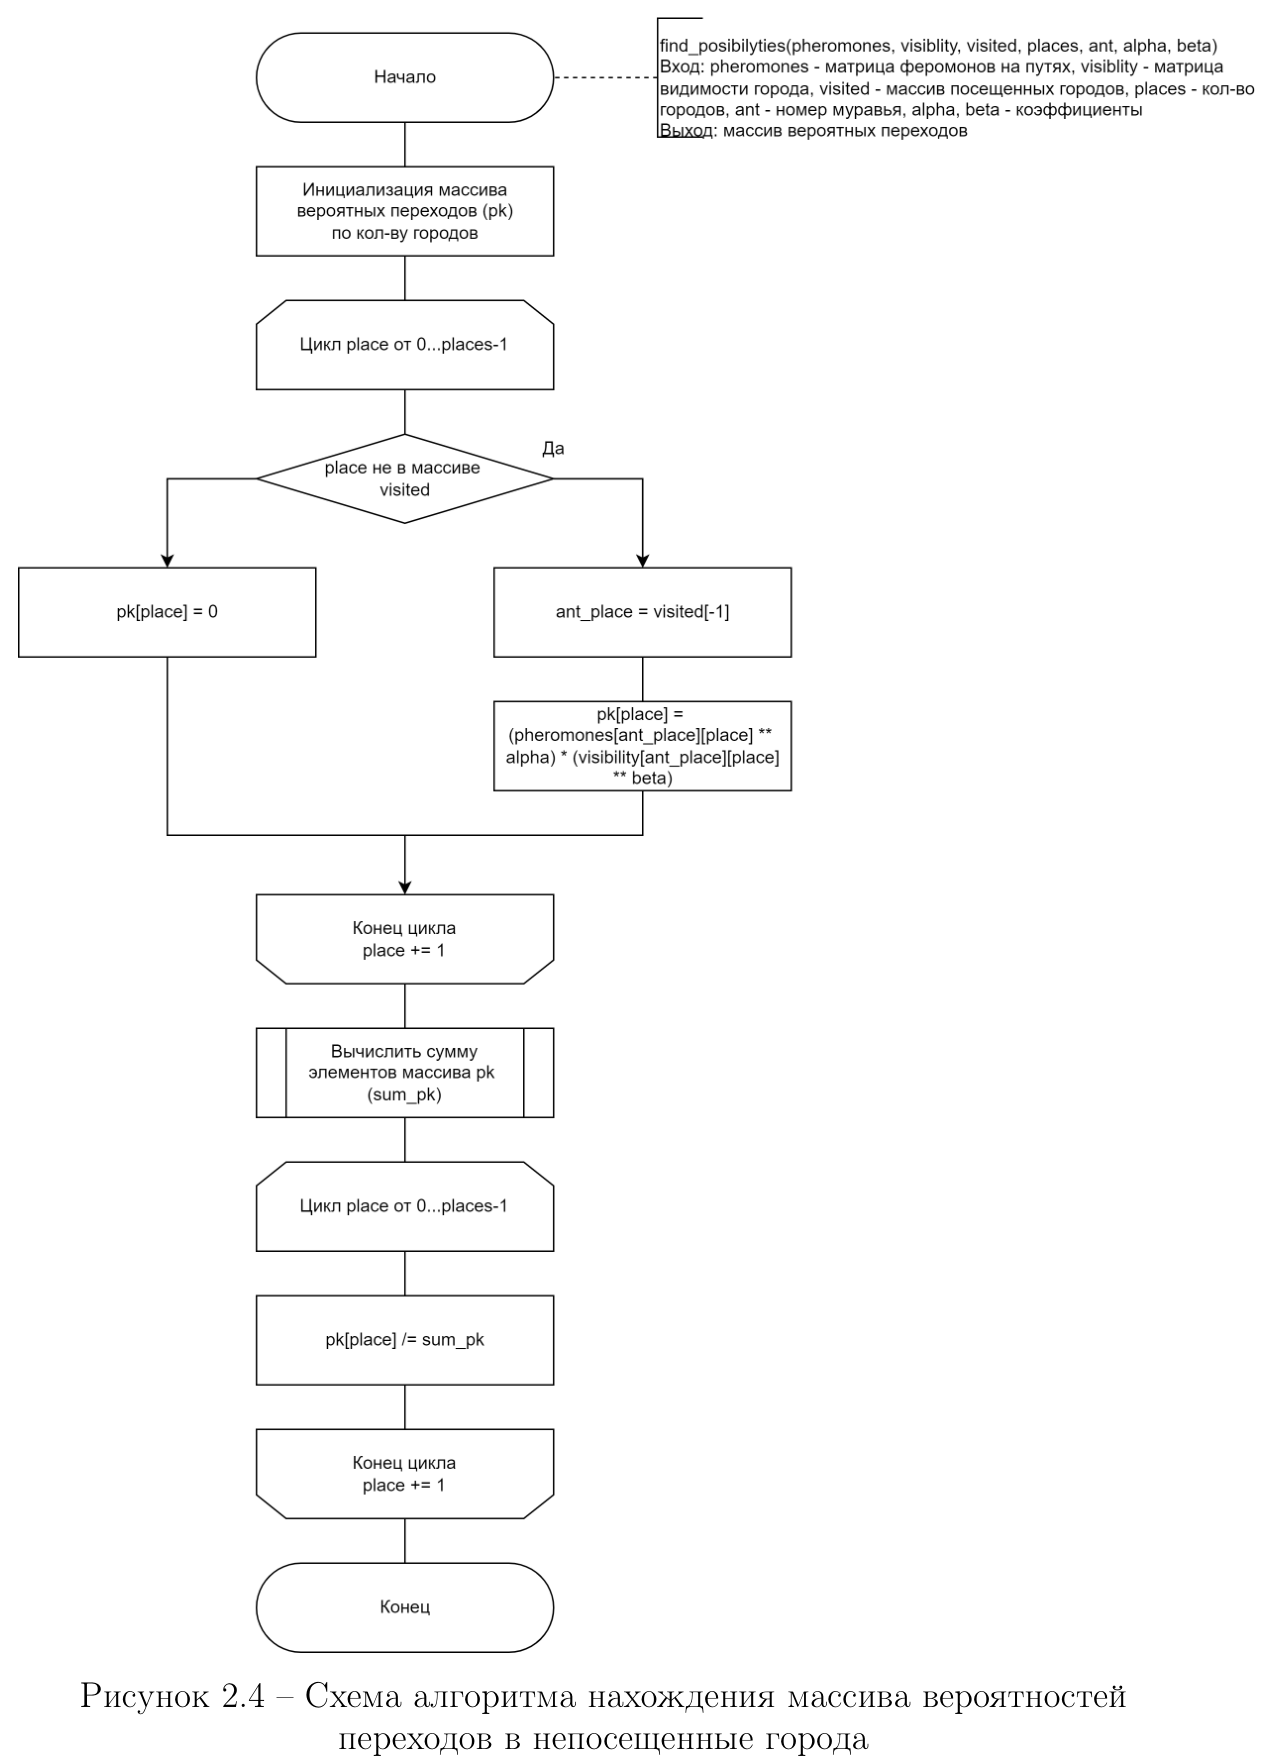 Начало
find_posibilyties(pheromones, visiblity, visited, places, ant, alpha, beta)
Вход: pheromones - матрица феромонов на путях, visiblity - матрица
видимости города, visited - массив посещенных городов, places - кол-во
городов, ant - номер муравья, alpha, beta - коэффициенты
Выход: массив вероятных переходов
Инициализация массива
вероятных переходов (pk)
по кол-ву городов
Цикл place от 0...places-1
Да
place не в массиве
visited
pk[place] = 0
ant_place = visited[-1]
pk[place] =
(pheromones[ant_place][place] **
alpha) * (visibility[ant_place][place]
** beta)
Конец цикла
place += 1
Вычислить сумму
элементов массива pk
(sum_pk)
Цикл place от 0...places-1
pk[place] /= sum_pk
Конец цикла
place += 1
Конец
Рисунок 2.4 – Схема алгоритма нахождения массива вероятностей
переходов в непосещенные города